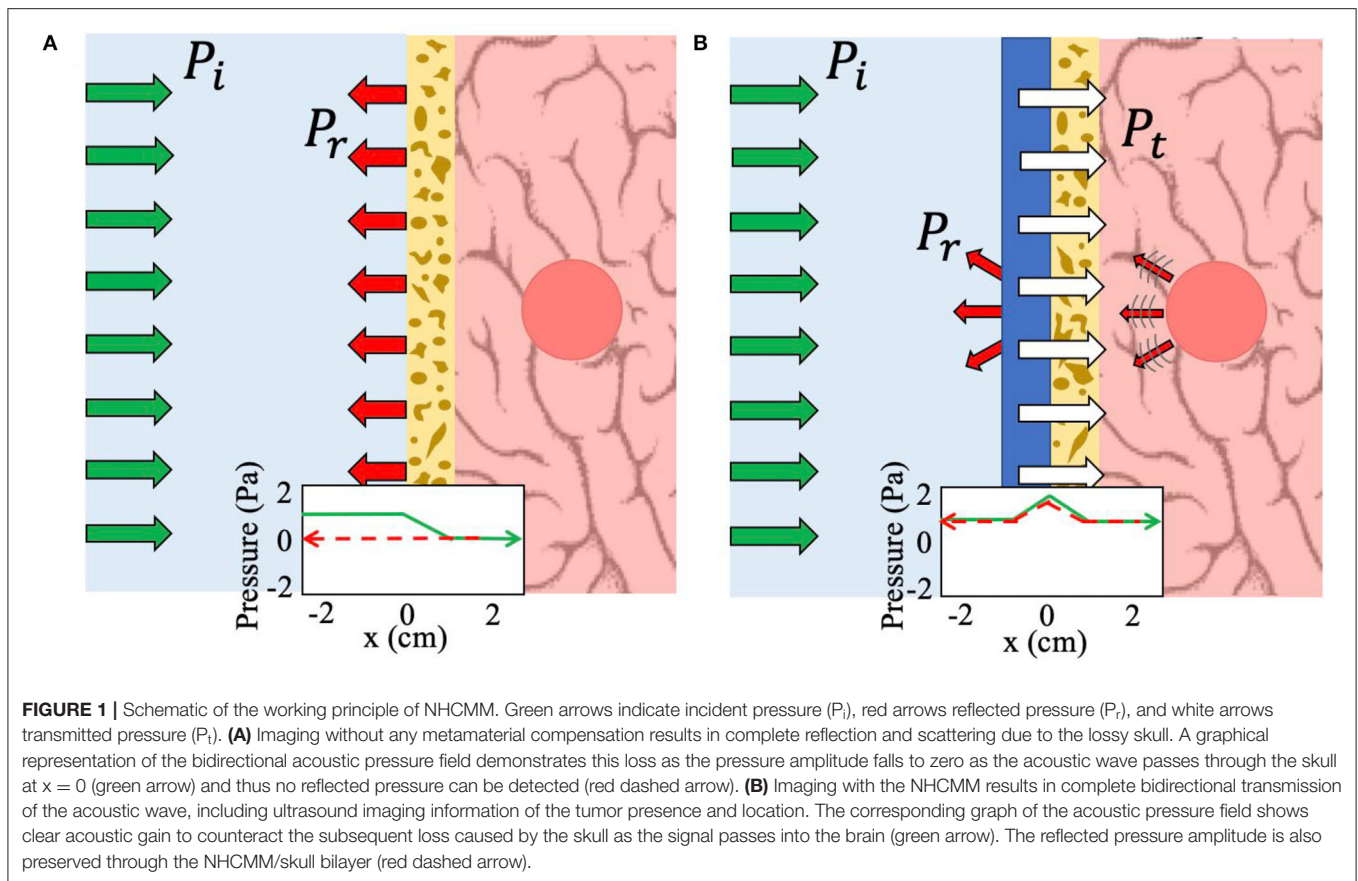 A
P_i
P_r
Pressure (Pa)
2
0
-2
-2
0
2
x (cm)
B
P_i
P_t
P_r
Pressure (Pa)
2
0
-2
-2
0
2
x (cm)
FIGURE 1 | Schematic of the working principle of NHCMM. Green arrows indicate incident pressure (P_i), red arrows reflected pressure (P_r), and white arrows
transmitted pressure (P_t). (A) Imaging without any metamaterial compensation results in complete reflection and scattering due to the lossy skull. A graphical
representation of the bidirectional acoustic pressure field demonstrates this loss as the pressure amplitude falls to zero as the acoustic wave passes through the skull
at x = 0 (green arrow) and thus no reflected pressure can be detected (red dashed arrow). (B) Imaging with the NHCMM results in complete bidirectional transmission
of the acoustic wave, including ultrasound imaging information of the tumor presence and location. The corresponding graph of the acoustic pressure field shows
clear acoustic gain to counteract the subsequent loss caused by the skull as the signal passes into the brain (green arrow). The reflected pressure amplitude is also
preserved through the NHCMM/skull bilayer (red dashed arrow).